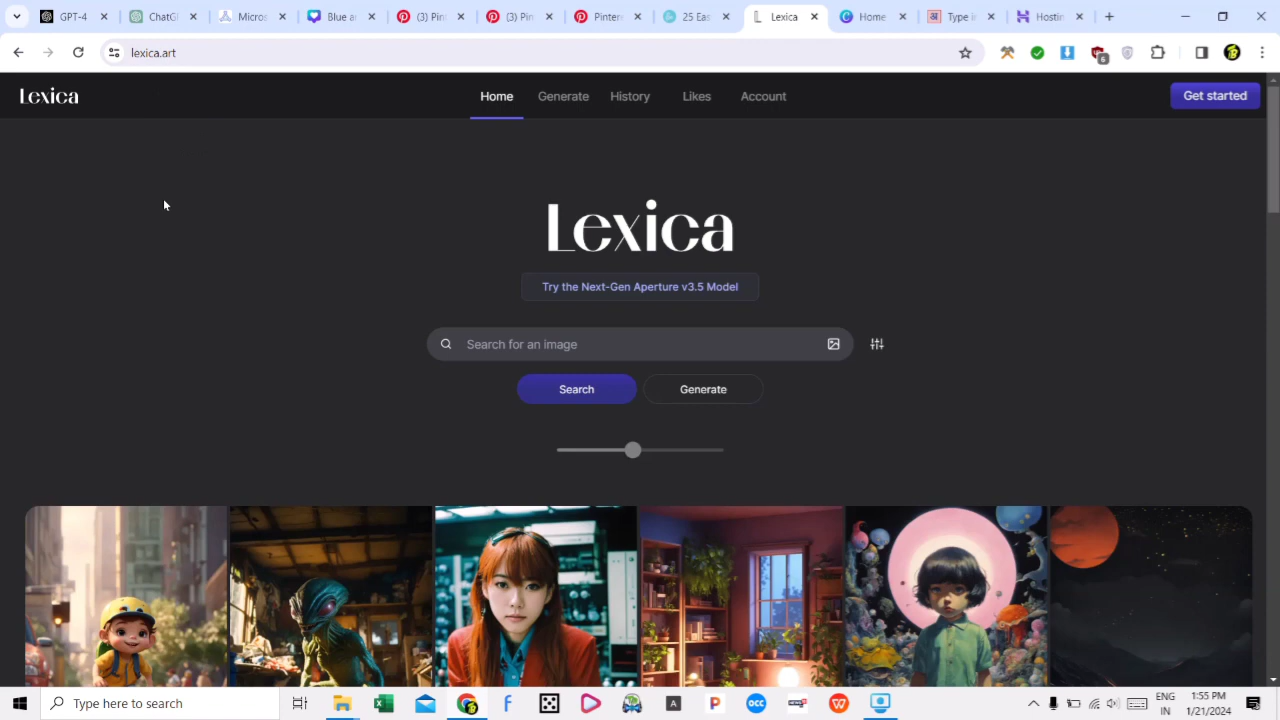 GPT-4
ChatG
Micros
Blue a
(3) Pin
(3) Pin
Pinter
25 Eas
Lexica
Home
Type i
Hostin
lexica.art
6
Lexica
Home
Generate
History
Likes
Account
Get started
Lexica
Try the Next-Gen Aperture v3.5 Model
Search for an image
Search
Generate
Type here to search
ENG
IN
1:55 PM
1/21/2024